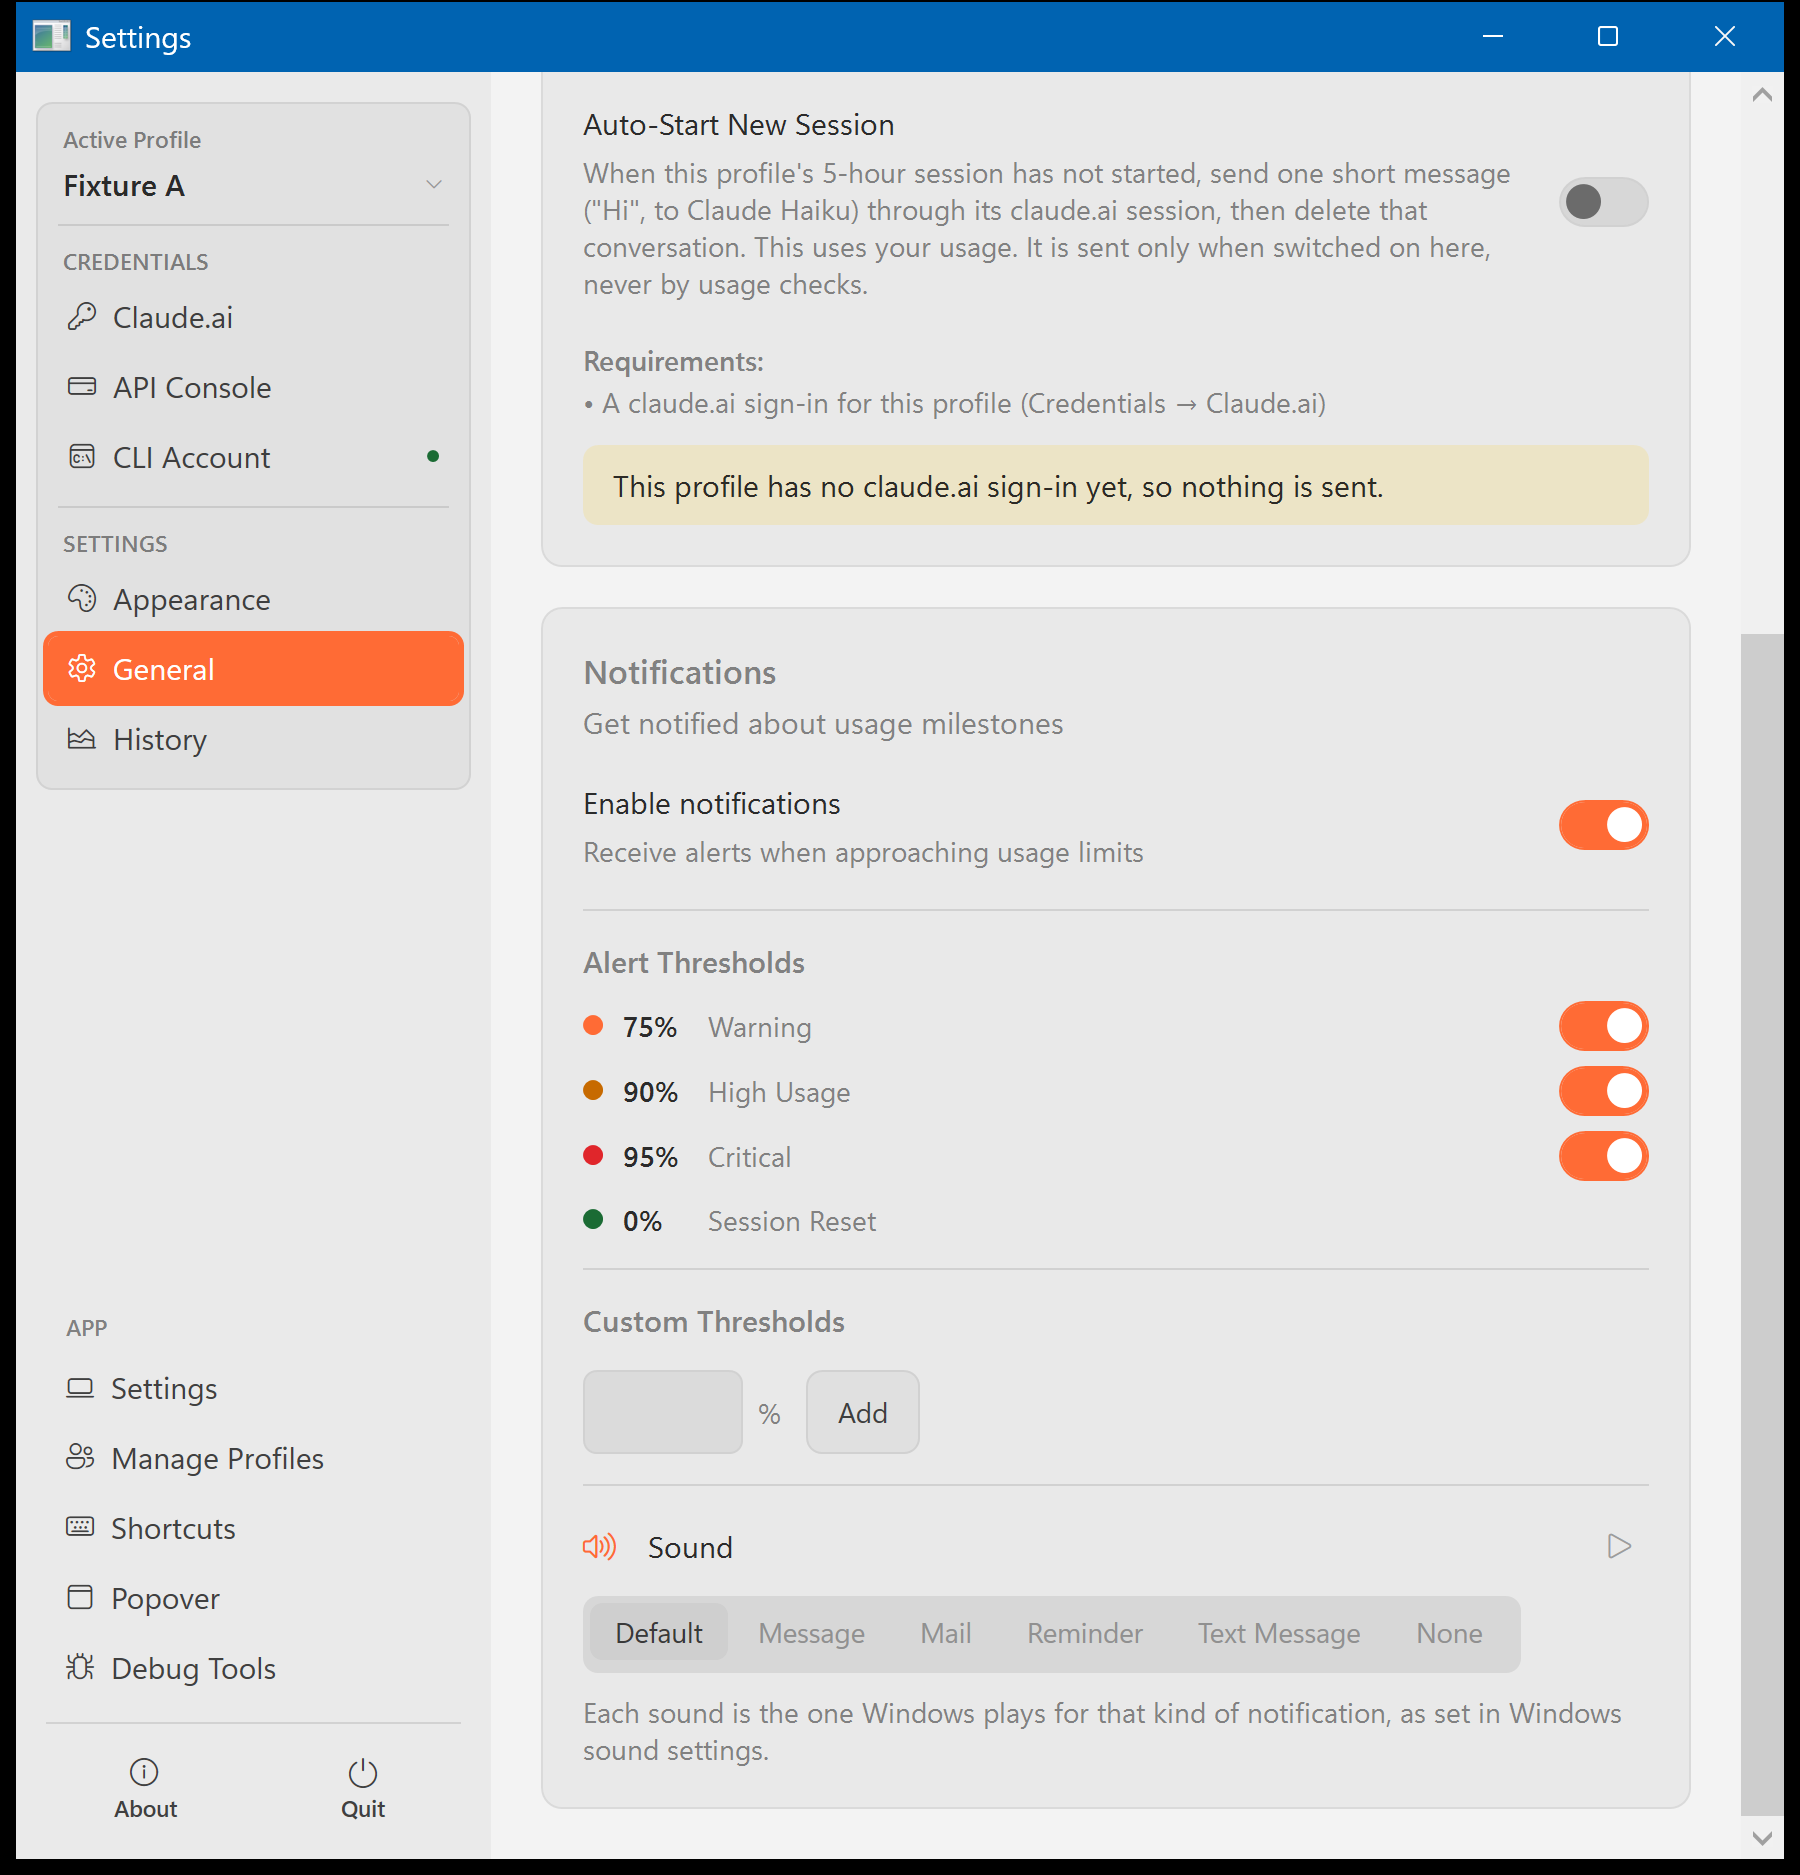 Settings
Active Profile
Fixture A
CREDENTIALS
Claude.ai
API Console
CLI Account
SETTINGS
Appearance
General
History
APP
Settings
Manage Profiles
Shortcuts
Popover
Debug Tools
About
Quit
Auto-Start New Session
When this profile's 5-hour session has not started, send one short message
("Hi", to Claude Haiku) through its claude.ai session, then delete that
conversation. This uses your usage. It is sent only when switched on here,
never by usage checks.
Requirements:
• A claude.ai sign-in for this profile (Credentials → Claude.ai)
This profile has no claude.ai sign-in yet, so nothing is sent.
Notifications
Get notified about usage milestones
Enable notifications
Receive alerts when approaching usage limits
Alert Thresholds
75% Warning
90% High Usage
95% Critical
0% Session Reset
Custom Thresholds
% Add
Sound
Default Message Mail Reminder Text Message None
Each sound is the one Windows plays for that kind of notification, as set in Windows
sound settings.